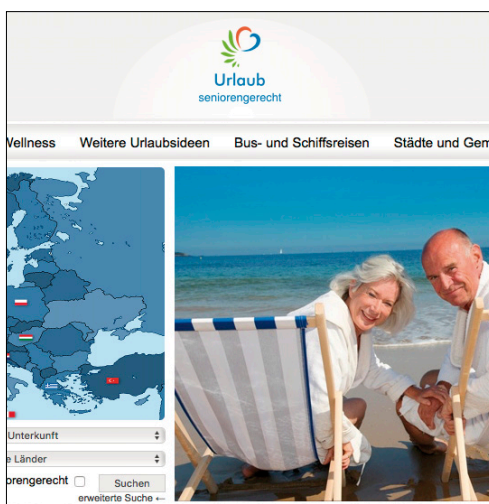 Urlaub
seniorengerecht
Wellness Weitere Urlaubsideen Bus- und Schiffsreisen Städte und Gem
Unterkunft
e Länder
orengerecht Suchen
erweiterte Suche ←